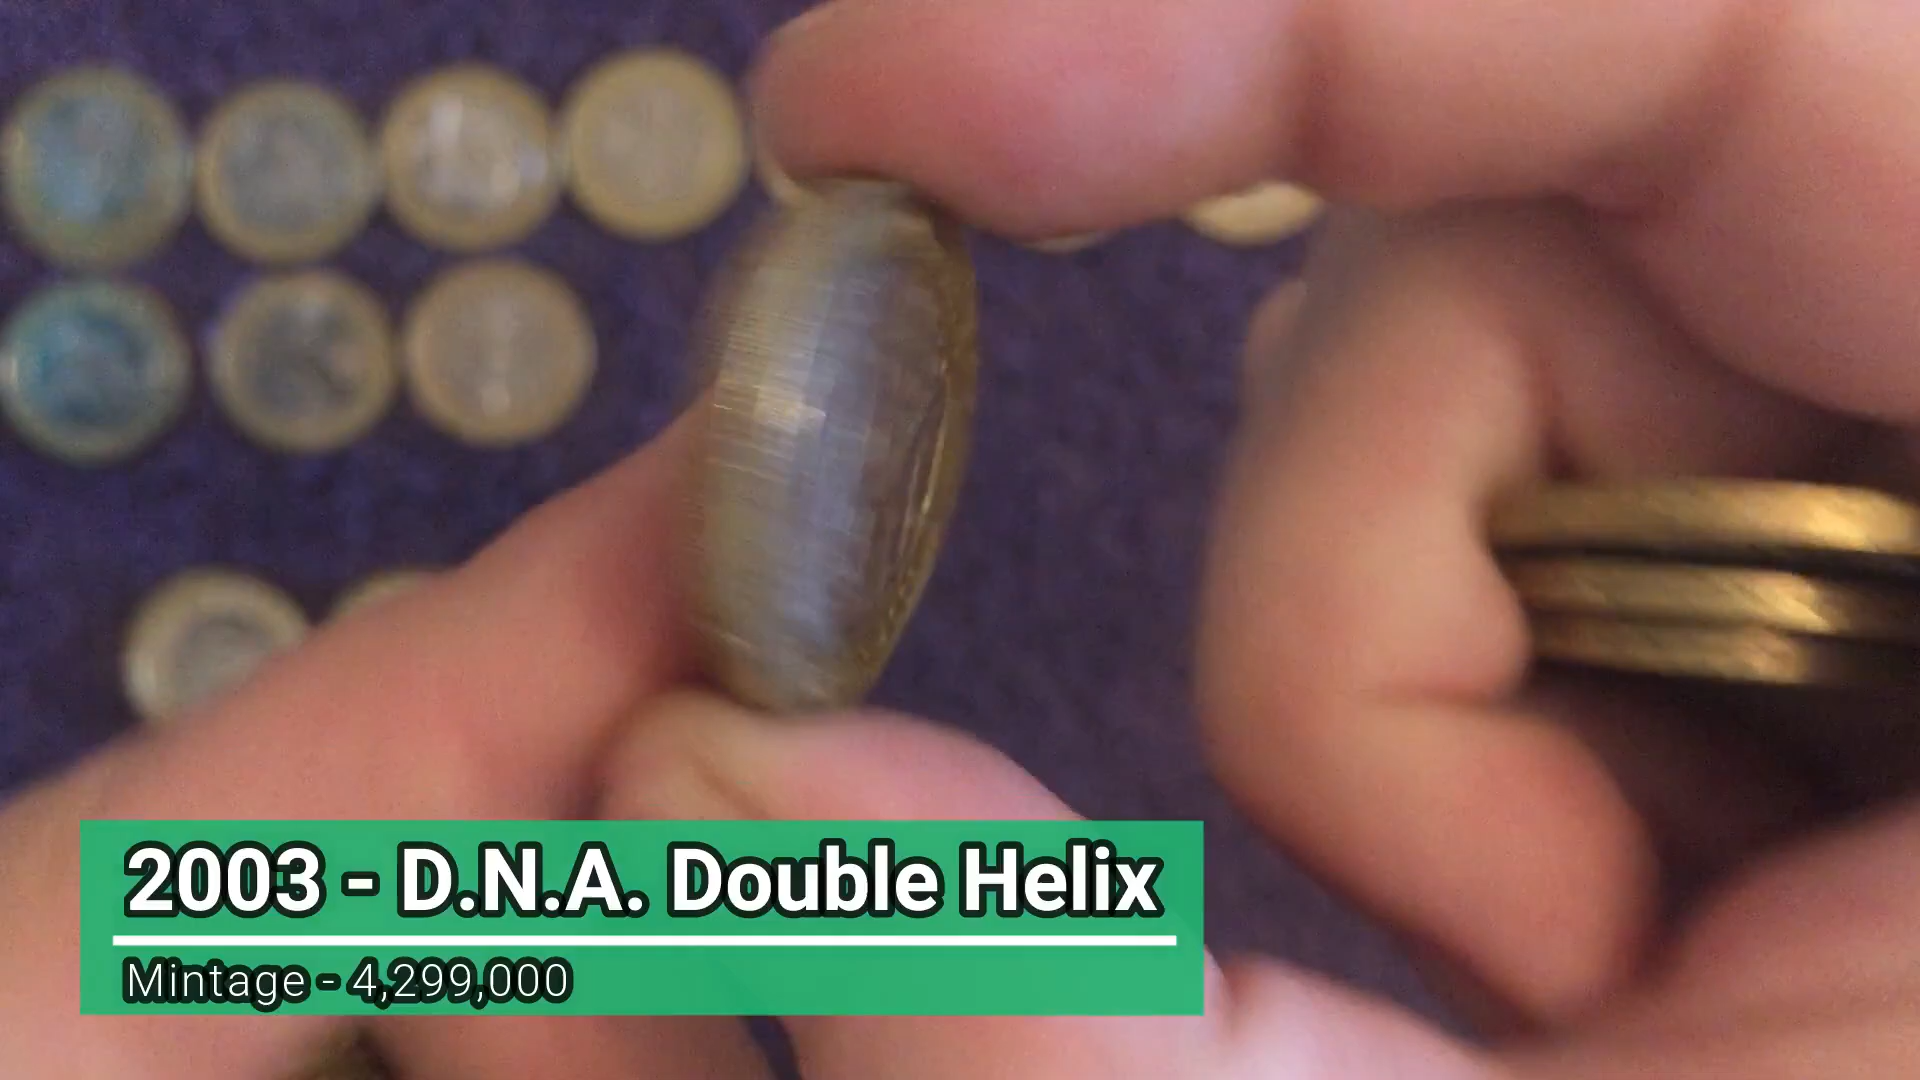 2003 - D.N.A. Double Helix
Mintage - 4,299,000